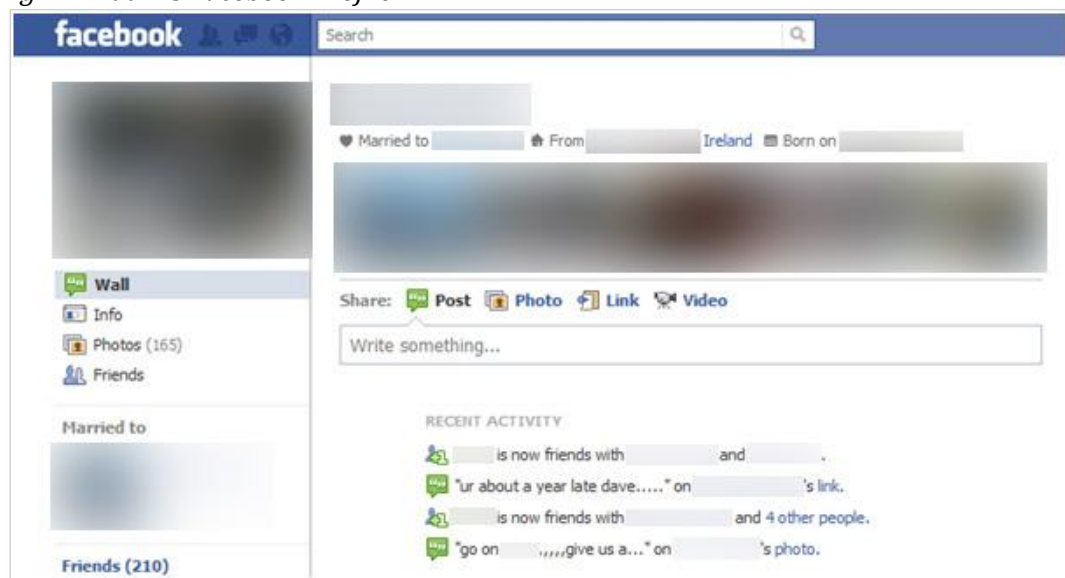 facebook
Search
Married to From Ireland Born on
Wall
Info
Photos (165)
Friends
Married to
Friends (210)
Share: Post Photo Link Video
Write something...
RECENT ACTIVITY
is now friends with and .
"ur about a year late dave....." on 's link.
is now friends with and 4 other people.
"go on .,,,,give us a..." on 's photo.